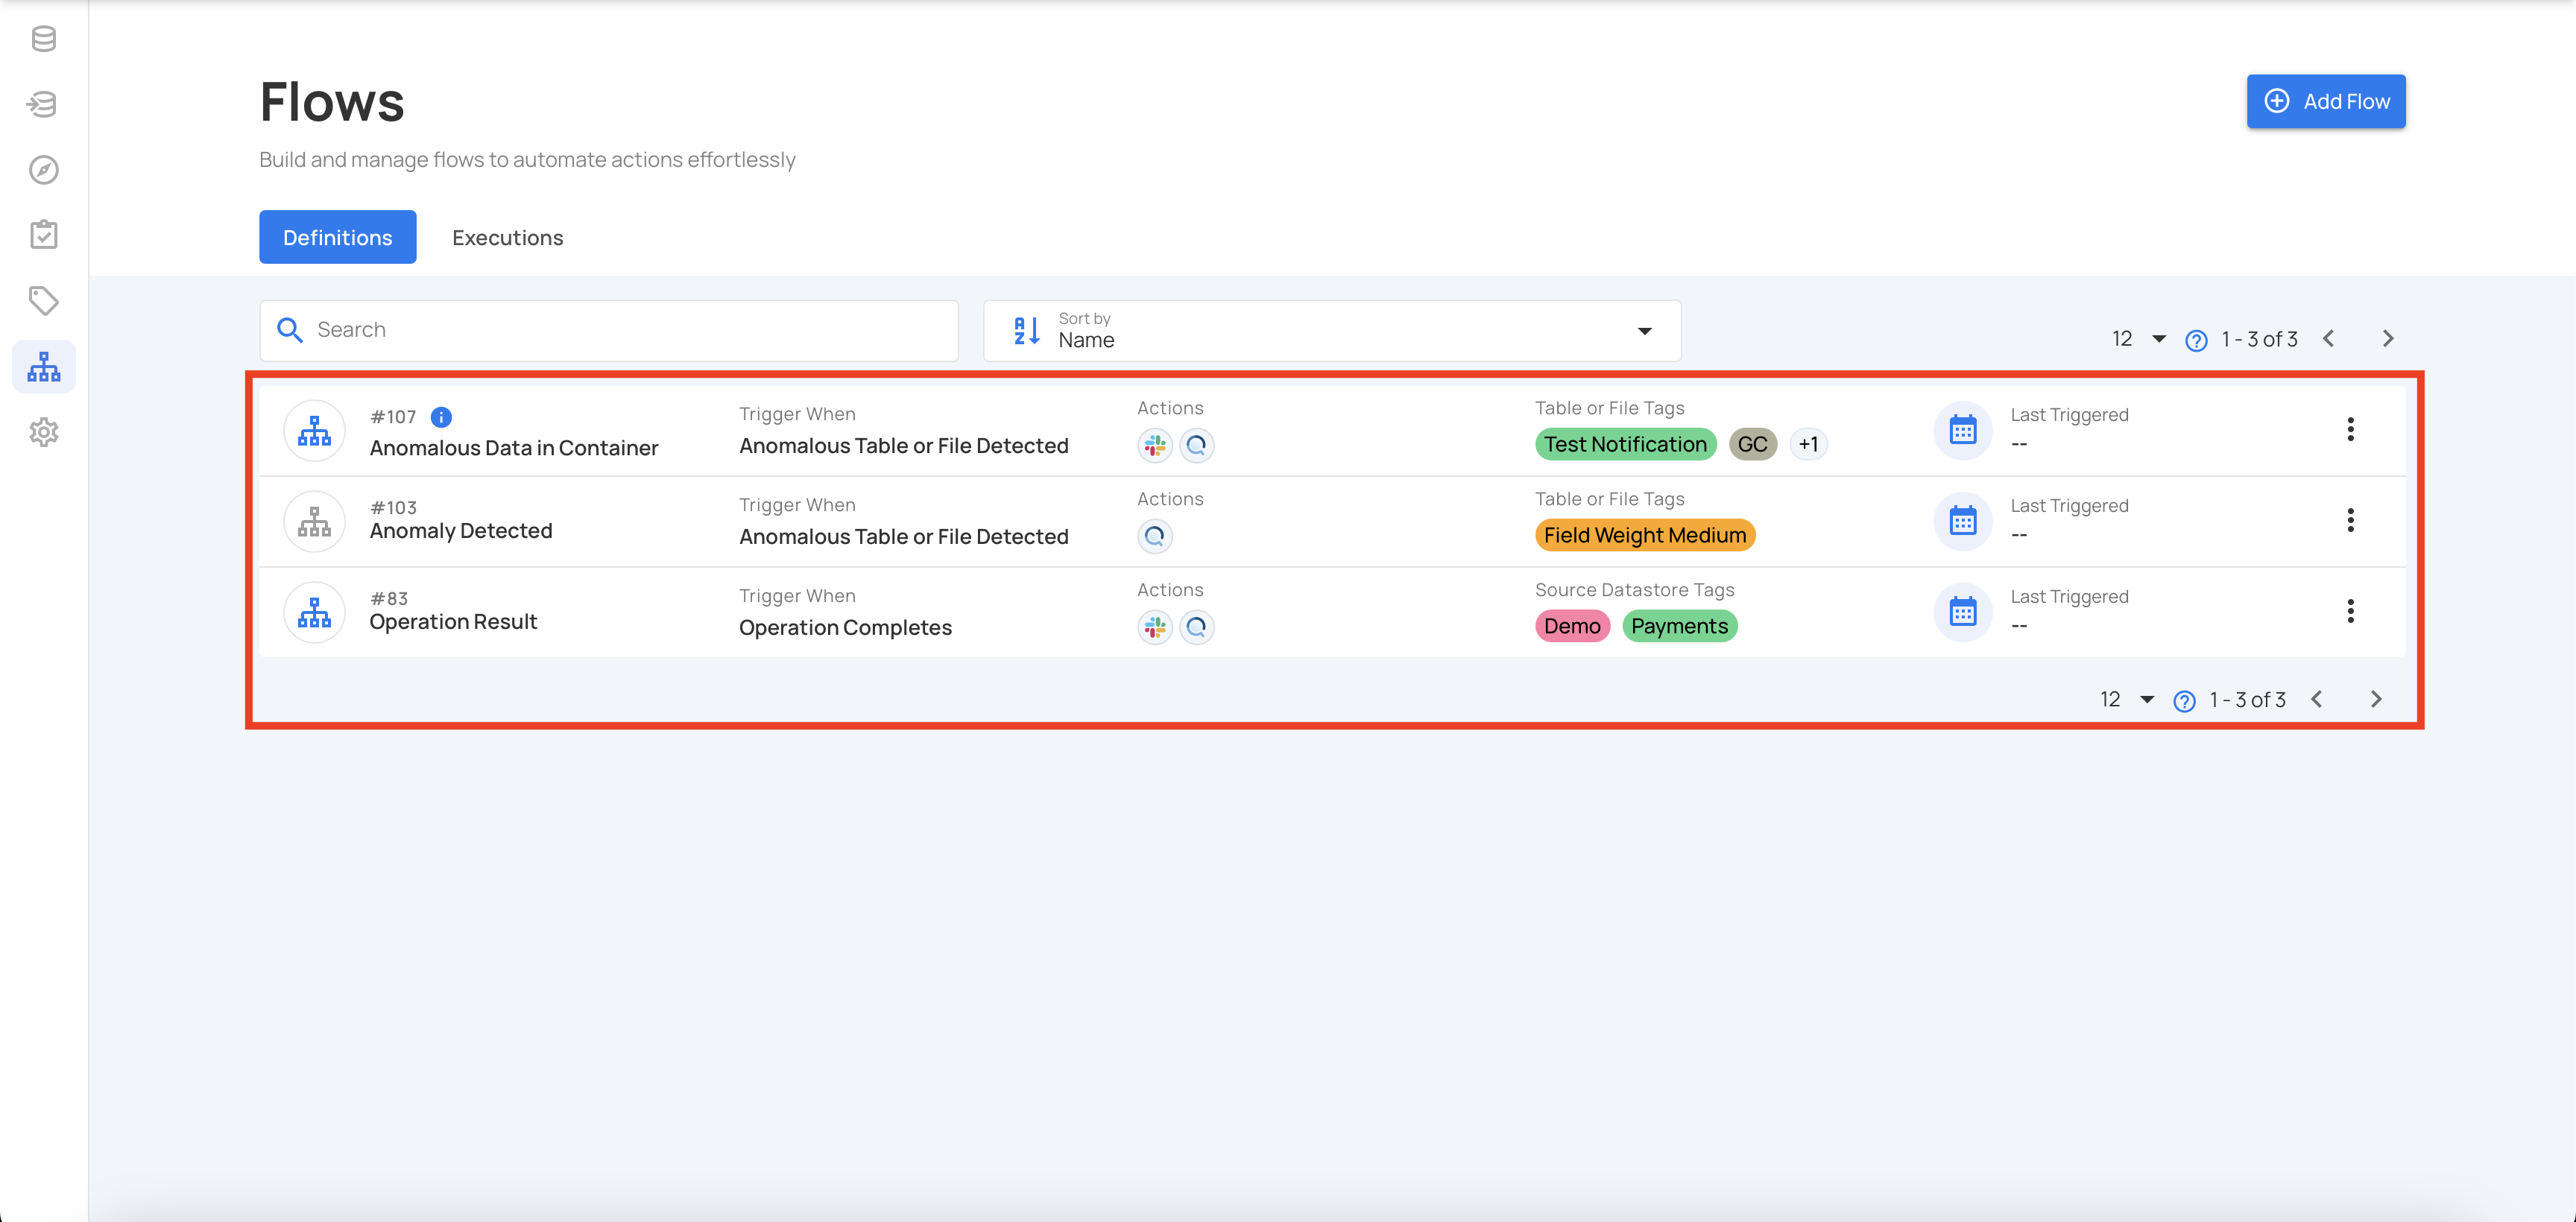 Flows
Add Flow
Build and manage flows to automate actions effortlessly
Definitions
Executions
Search
Sort by
Name
12
1 - 3 of 3
#107
Anomalous Data in Container
Trigger When
Anomalous Table or File Detected
Actions
Table or File Tags
Test Notification GC +1
Last Triggered
--
#103
Anomaly Detected
Trigger When
Anomalous Table or File Detected
Actions
Table or File Tags
Field Weight Medium
Last Triggered
--
#83
Operation Result
Trigger When
Operation Completes
Actions
Source Datastore Tags
Demo Payments
Last Triggered
--
12
1 - 3 of 3